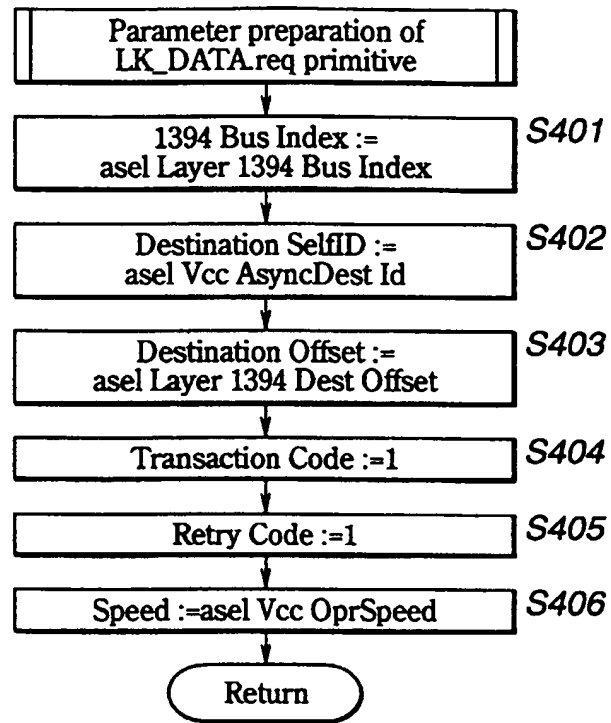 Parameter preparation of
LK_DATA.req primitive
1394 Bus Index :=
asel Layer 1394 Bus Index
S401
Destination SelfID :=
asel Vcc AsyncDest Id
S402
Destination Offset :=
asel Layer 1394 Dest Offset
S403
Transaction Code :=1
S404
Retry Code :=1
S405
Speed :=asel Vcc OprSpeed
S406
Return